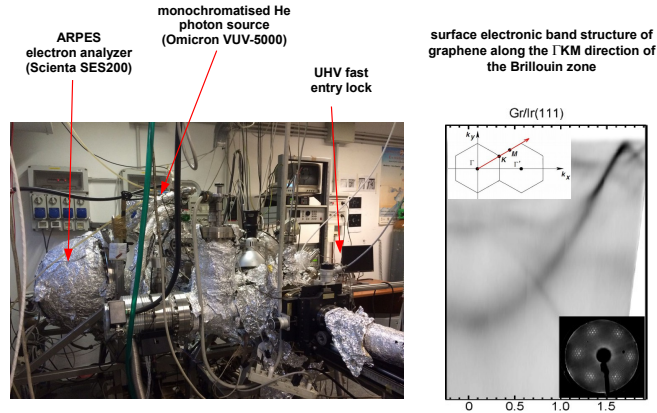 monochromatised He
photon source
(Omicron VUV-5000)
ARPES
electron analyzer
(Scienta SES200)
UHV fast
entry lock
surface electronic band structure of
graphene along the ΓKM direction of
the Brillouin zone
Gr/Ir(111)
ky
M
K
Γ
Γ'
kx
0
0.5
1.0
1.5